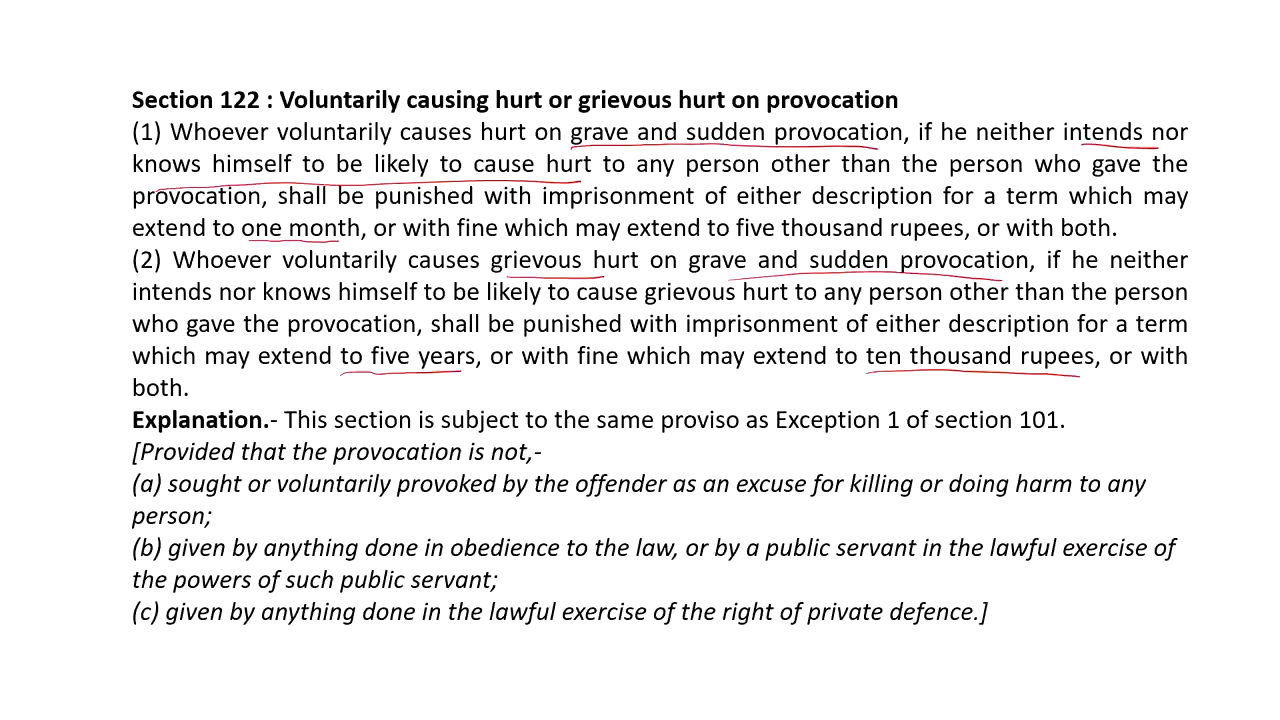 Section 122 : Voluntarily causing hurt or grievous hurt on provocation
(1) Whoever voluntarily causes hurt on grave and sudden provocation, if he neither intends nor
knows himself to be likely to cause hurt to any person other than the person who gave the
provocation, shall be punished with imprisonment of either description for a term which may
extend to one month, or with fine which may extend to five thousand rupees, or with both.
(2) Whoever voluntarily causes grievous hurt on grave and sudden provocation, if he neither
intends nor knows himself to be likely to cause grievous hurt to any person other than the person
who gave the provocation, shall be punished with imprisonment of either description for a term
which may extend to five years, or with fine which may extend to ten thousand rupees, or with
both.
Explanation.- This section is subject to the same proviso as Exception 1 of section 101.
[Provided that the provocation is not,-
(a) sought or voluntarily provoked by the offender as an excuse for killing or doing harm to any
person;
(b) given by anything done in obedience to the law, or by a public servant in the lawful exercise of
the powers of such public servant;
(c) given by anything done in the lawful exercise of the right of private defence.]